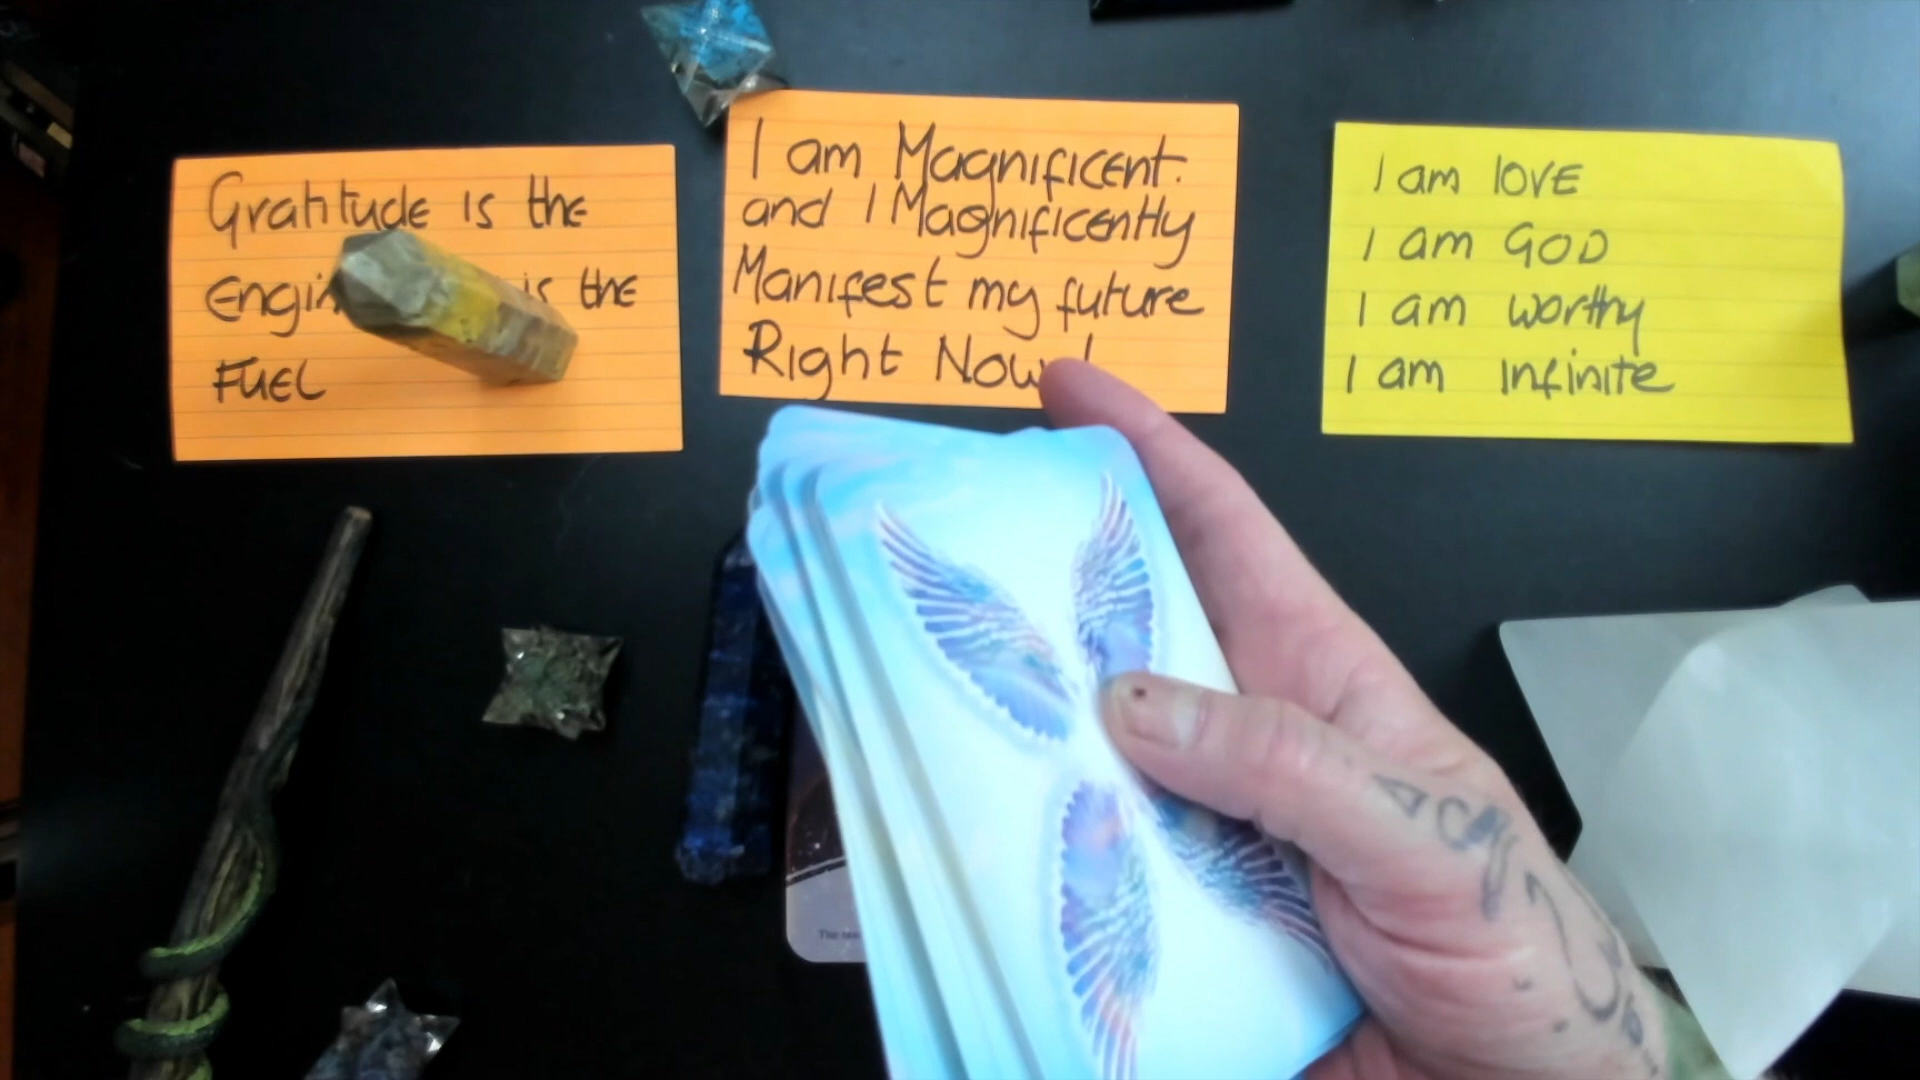 Gratitude is the
is the
FUEL
I am Magnificent.
and I Magnificently
Manifest my future
Right Now!
I am love
I am GOD
I am worthy
I am Infinite
The